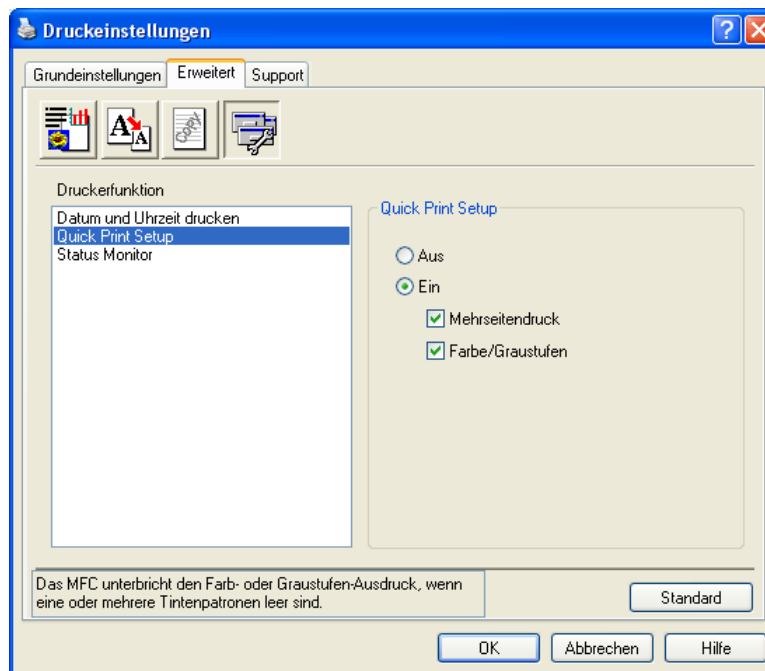 Druckeinstellungen
Grundeinstellungen Erweitert Support
A A COPY
Druckerfunktion
Datum und Uhrzeit drucken
Quick Print Setup
Status Monitor
Quick Print Setup
Aus
Ein
Mehrseitendruck
Farbe/Graustufen
Das MFC unterbricht den Farb- oder Graustufen-Ausdruck, wenn
eine oder mehrere Tintenpatronen leer sind.
Standard
OK Abbrechen Hilfe